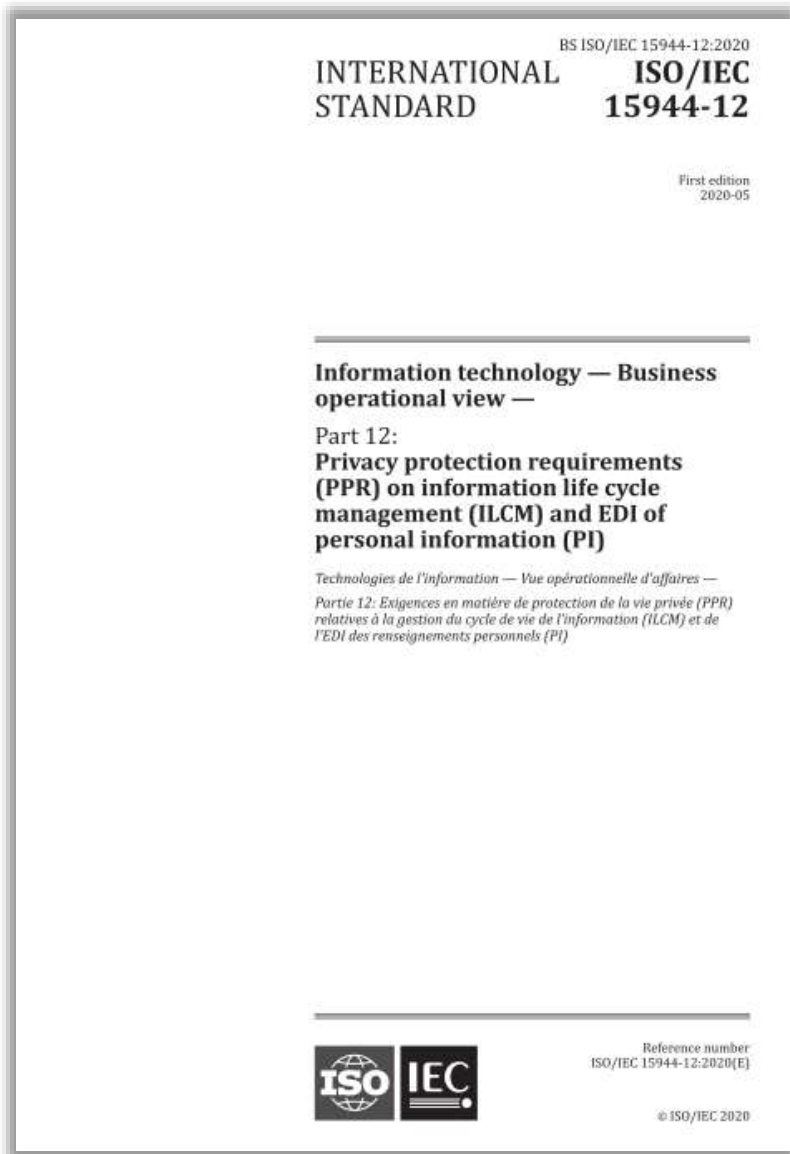 BS ISO/IEC 15944-12:2020
INTERNATIONAL
STANDARD
ISO/IEC
15944-12
First edition
2020-05
Information technology — Business
operational view —
Part 12:
Privacy protection requirements
(PPR) on information life cycle
management (ILCM) and EDI of
personal information (PI)
Technologies de l'information — Vue opérationnelle d'affaires —
Partie 12: Exigences en matière de protection de la vie privée (PPR)
relatives à la gestion du cycle de vie de l'information (ILCM) et de
l'EDI des renseignements personnels (PI)
ISO
IEC
Reference number
ISO/IEC 15944-12:2020(E)
© ISO/IEC 2020